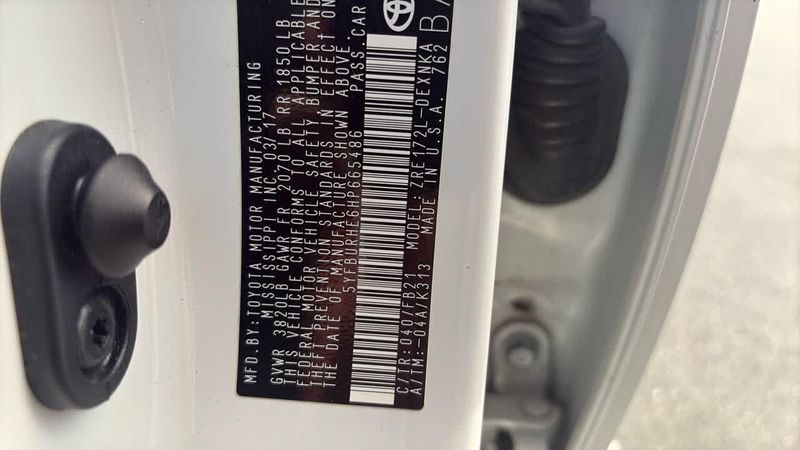 MFD.BY:TOYOTA MOTOR MANUFACTURING
MISSISSIPPI INC. 03/17
GVWR 3820LB GAWR FR 2070 LB RR 1850 LB
THIS VEHICLE CONFORMS TO ALL APPLICABLE
FEDERAL MOTOR VEHICLE SAFETY, BUMPER AND
THEFT PREVENTION STANDARDS IN EFFECT ON
THE DATE OF MANUFACTURE SHOWN ABOVE.
5YFBURHE6HP665486 PASS.CAR
C/TR:040/FB21 MODEL:ZRE172L-DEXNKA
A/TM:-04A/K313 MADE IN U.S.A. 762